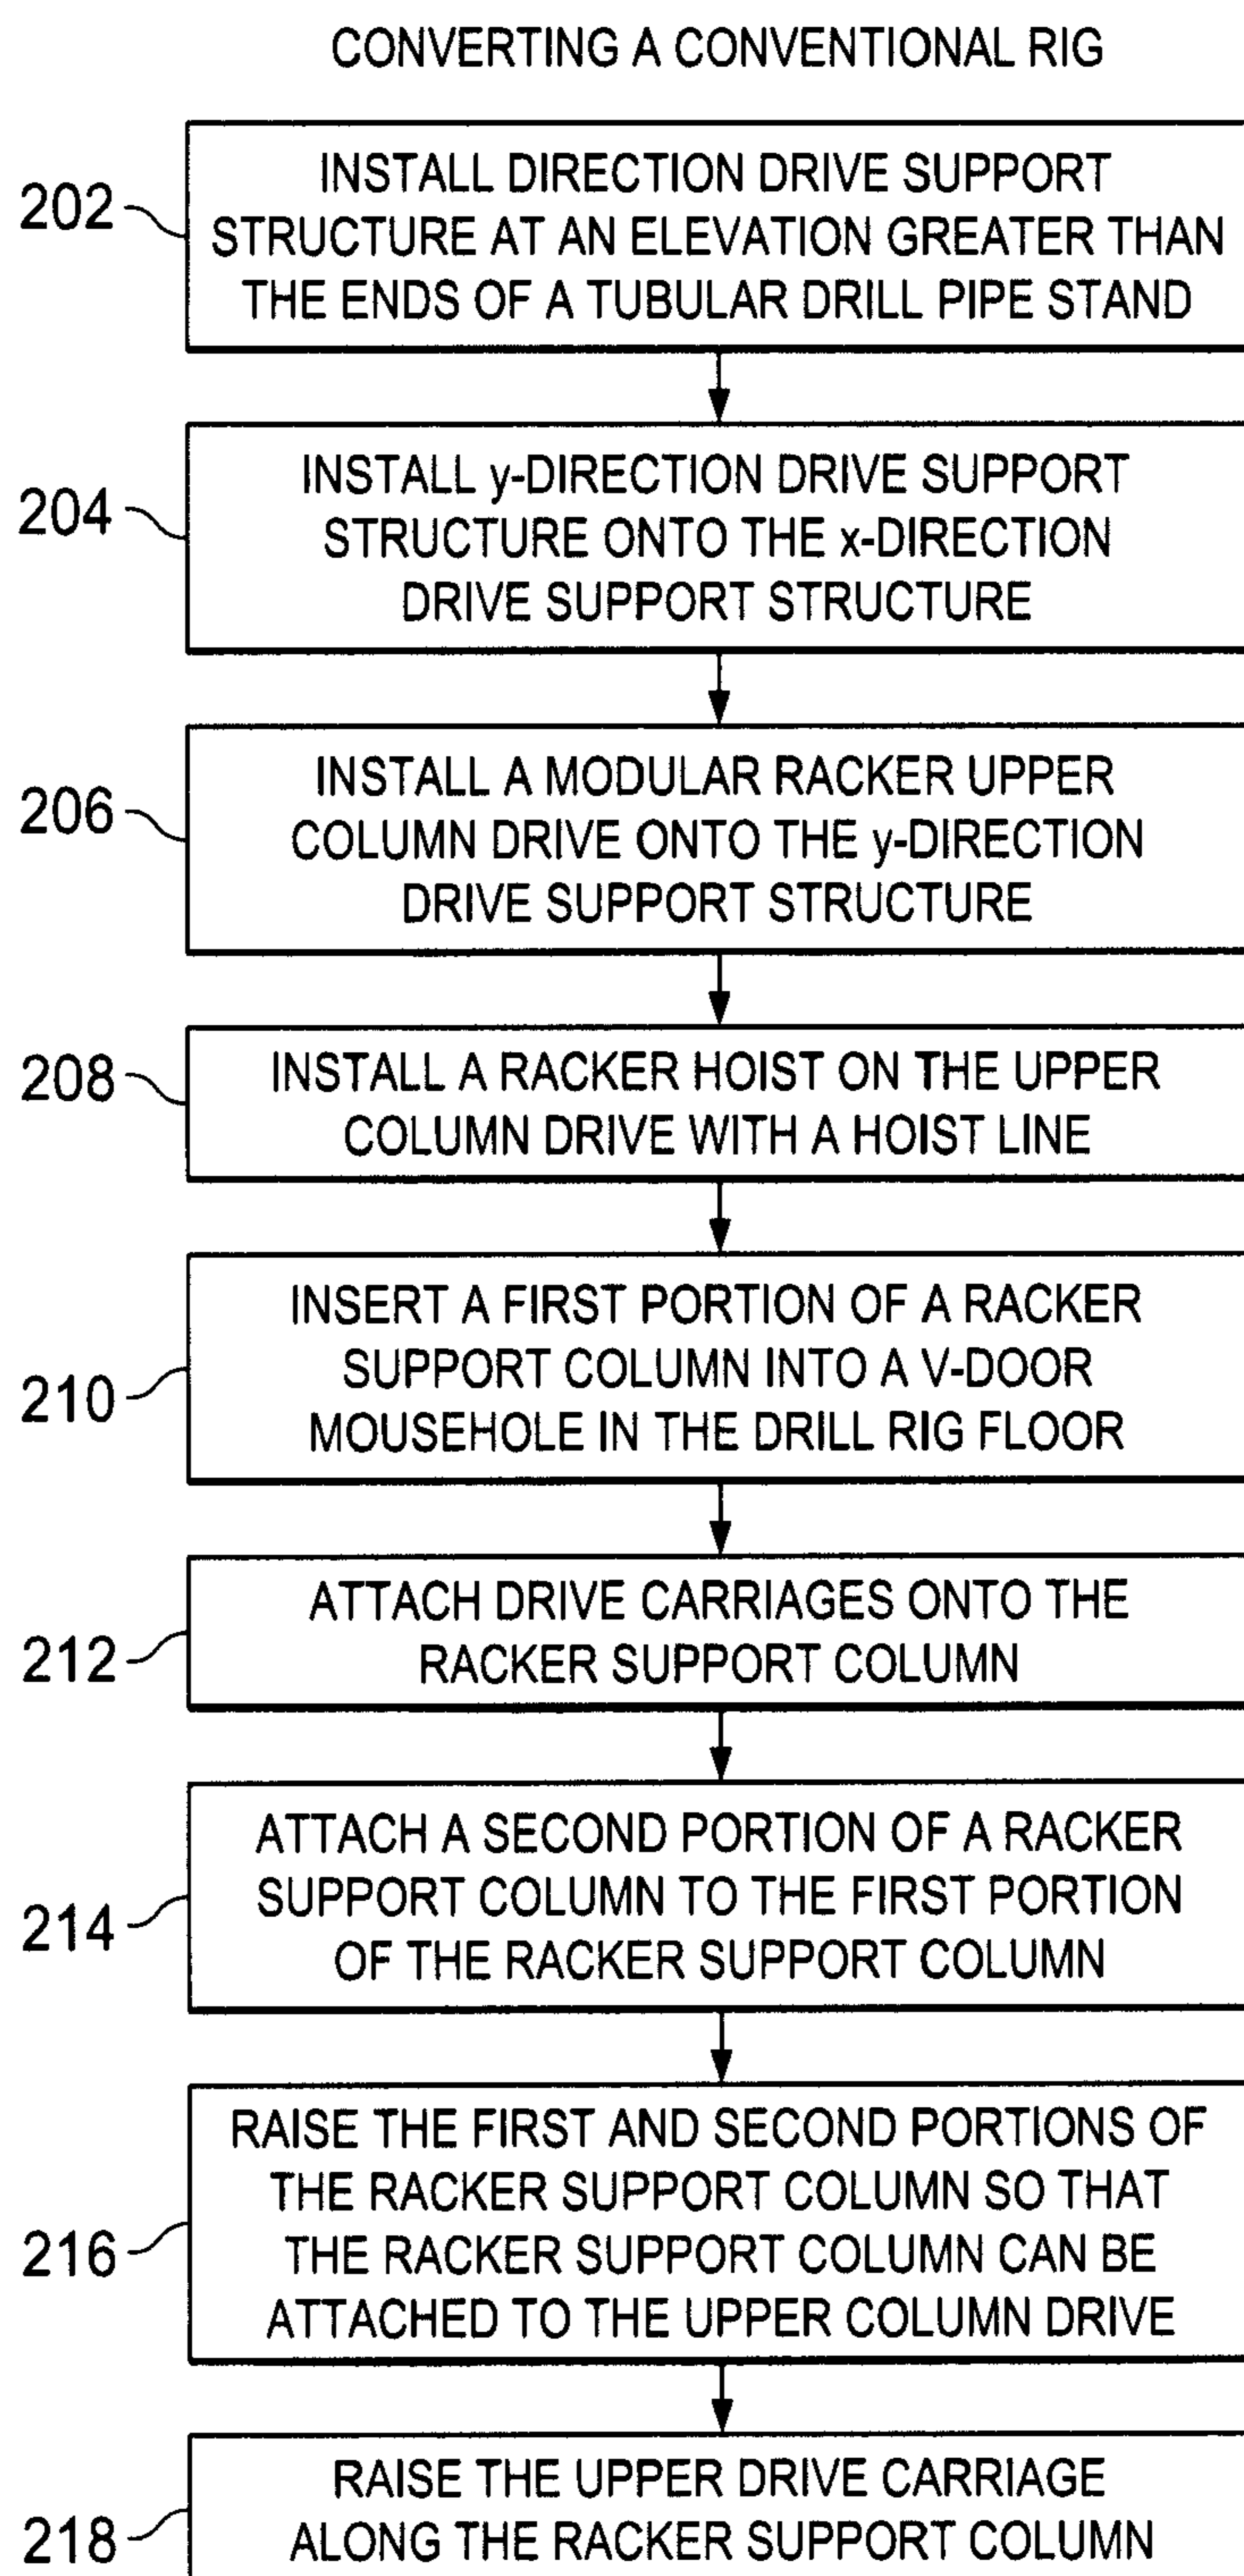 CONVERTING A CONVENTIONAL RIG
202
INSTALL DIRECTION DRIVE SUPPORT
STRUCTURE AT AN ELEVATION GREATER THAN
THE ENDS OF A TUBULAR DRILL PIPE STAND
204
INSTALL y-DIRECTION DRIVE SUPPORT
STRUCTURE ONTO THE x-DIRECTION
DRIVE SUPPORT STRUCTURE
206
INSTALL A MODULAR RACKER UPPER
COLUMN DRIVE ONTO THE y-DIRECTION
DRIVE SUPPORT STRUCTURE
208
INSTALL A RACKER HOIST ON THE UPPER
COLUMN DRIVE WITH A HOIST LINE
210
INSERT A FIRST PORTION OF A RACKER
SUPPORT COLUMN INTO A V-DOOR
MOUSEHOLE IN THE DRILL RIG FLOOR
212
ATTACH DRIVE CARRIAGES ONTO THE
RACKER SUPPORT COLUMN
214
ATTACH A SECOND PORTION OF A RACKER
SUPPORT COLUMN TO THE FIRST PORTION
OF THE RACKER SUPPORT COLUMN
216
RAISE THE FIRST AND SECOND PORTIONS OF
THE RACKER SUPPORT COLUMN SO THAT
THE RACKER SUPPORT COLUMN CAN BE
ATTACHED TO THE UPPER COLUMN DRIVE
218
RAISE THE UPPER DRIVE CARRIAGE
ALONG THE RACKER SUPPORT COLUMN